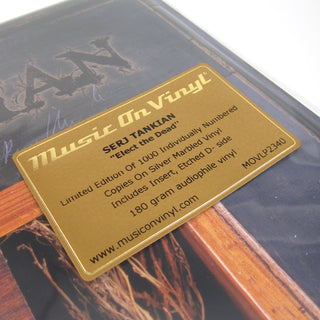 IAN
Music On Vinyl
SERJ TANKIAN
"Elect the Dead"
Limited Edition Of 1000 Individually Numbered
Copies On Silver Marbled Vinyl
Includes Insert, Etched D- side
180 gram audiophile vinyl
www.musiconvinyl.com
MOVLP2340